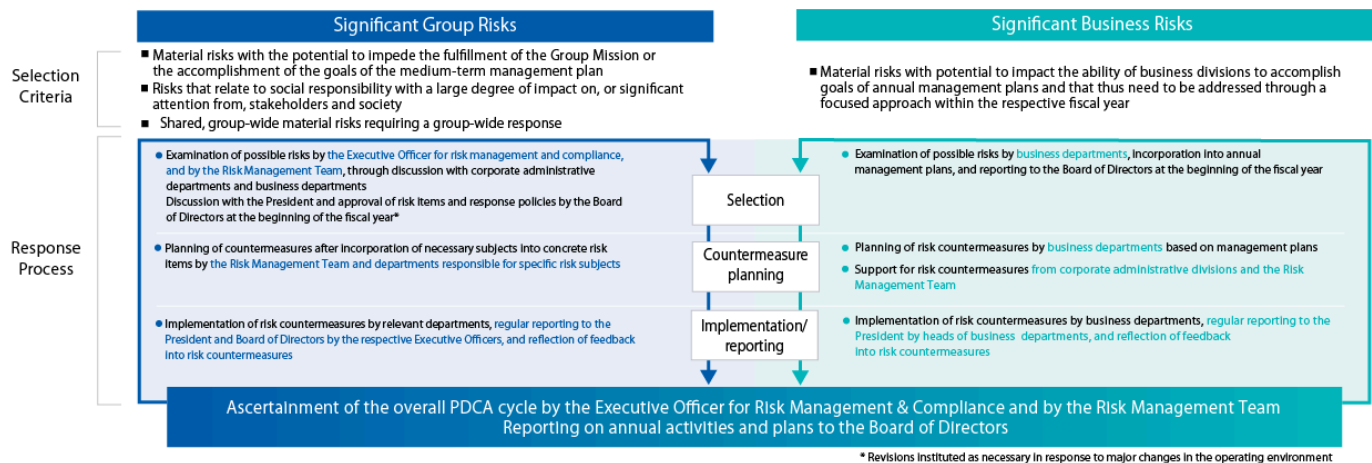 Significant Group Risks
Significant Business Risks
Selection
Criteria
■ Material risks with the potential to impede the fulfillment of the Group Mission or
the accomplishment of the goals of the medium-term management plan
■ Risks that relate to social responsibility with a large degree of impact on, or significant
attention from, stakeholders and society
■ Shared, group-wide material risks requiring a group-wide response
■ Material risks with potential to impact the ability of business divisions to accomplish
goals of annual management plans and that thus need to be addressed through a
focused approach within the respective fiscal year
Response
Process
● Examination of possible risks by the Executive Officer for risk management and compliance,
and by the Risk Management Team, through discussion with corporate administrative
departments and business departments
Discussion with the President and approval of risk items and response policies by the Board
of Directors at the beginning of the fiscal year*
Selection
● Examination of possible risks by business departments, incorporation into annual
management plans, and reporting to the Board of Directors at the beginning of the fiscal year
● Planning of countermeasures after incorporation of necessary subjects into concrete risk
items by the Risk Management Team and departments responsible for specific risk subjects
Countermeasure
planning
● Planning of risk countermeasures by business departments based on management plans
● Support for risk countermeasures from corporate administrative divisions and the Risk
Management Team
● Implementation of risk countermeasures by relevant departments, regular reporting to the
President and Board of Directors by the respective Executive Officers, and reflection of feedback
into risk countermeasures
Implementation/
reporting
● Implementation of risk countermeasures by business departments, regular reporting to the
President by heads of business departments, and reflection of feedback
into risk countermeasures
Ascertainment of the overall PDCA cycle by the Executive Officer for Risk Management & Compliance and by the Risk Management Team
Reporting on annual activities and plans to the Board of Directors
* Revisions instituted as necessary in response to major changes in the operating environment